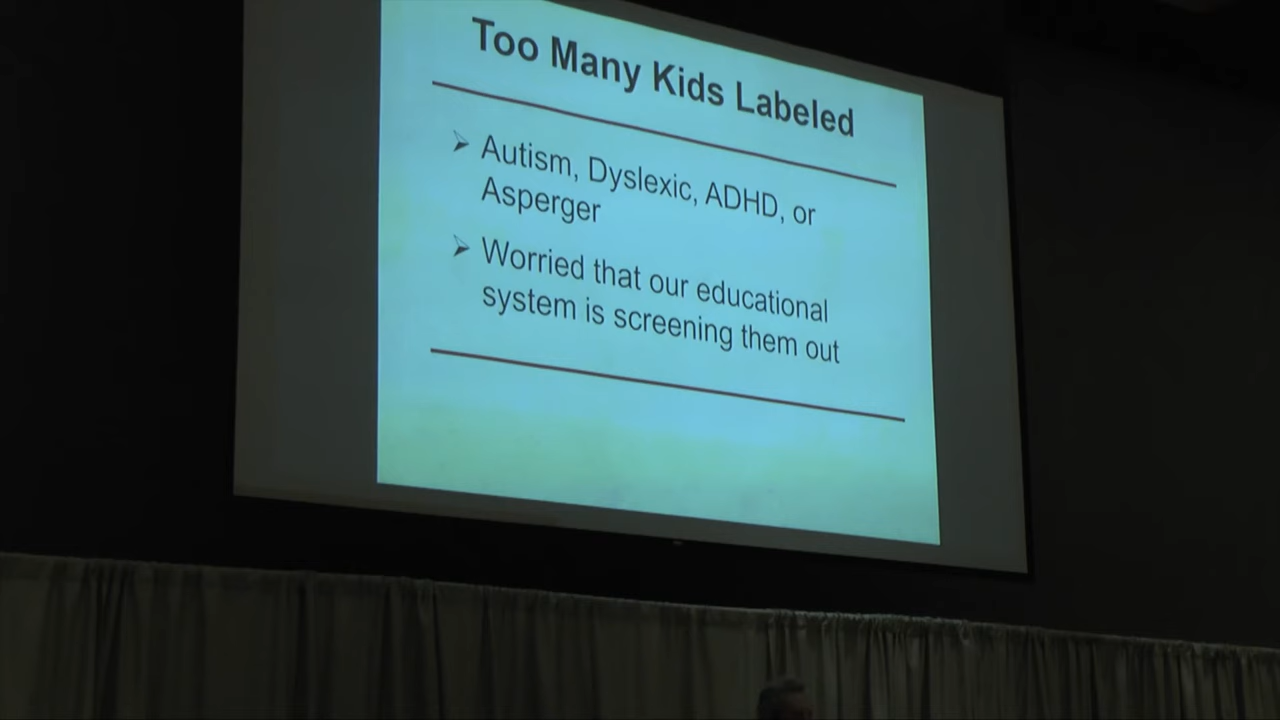 Too Many Kids Labeled
➢ Autism, Dyslexic, ADHD, or
Asperger
➢ Worried that our educational
system is screening them out